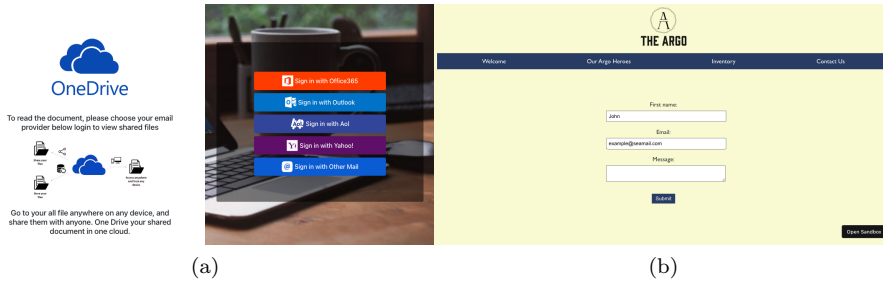 OneDrive
To read the document, please choose your email
provider below login to view shared files
Go to your all file anywhere on any device, and
share them with anyone. One Drive your shared
document in one cloud.
Sign in with Office365
Sign in with Outlook
Aol. Sign in with Aol
Sign in with Yahoo!
@ Sign in with Other Mail
(a)
THE ARGO
Welcome Our Argo Heroes Inventory Contact Us
First name:
John
Email:
example@seamail.com
Message:
Submit
Open Sandbox
(b)